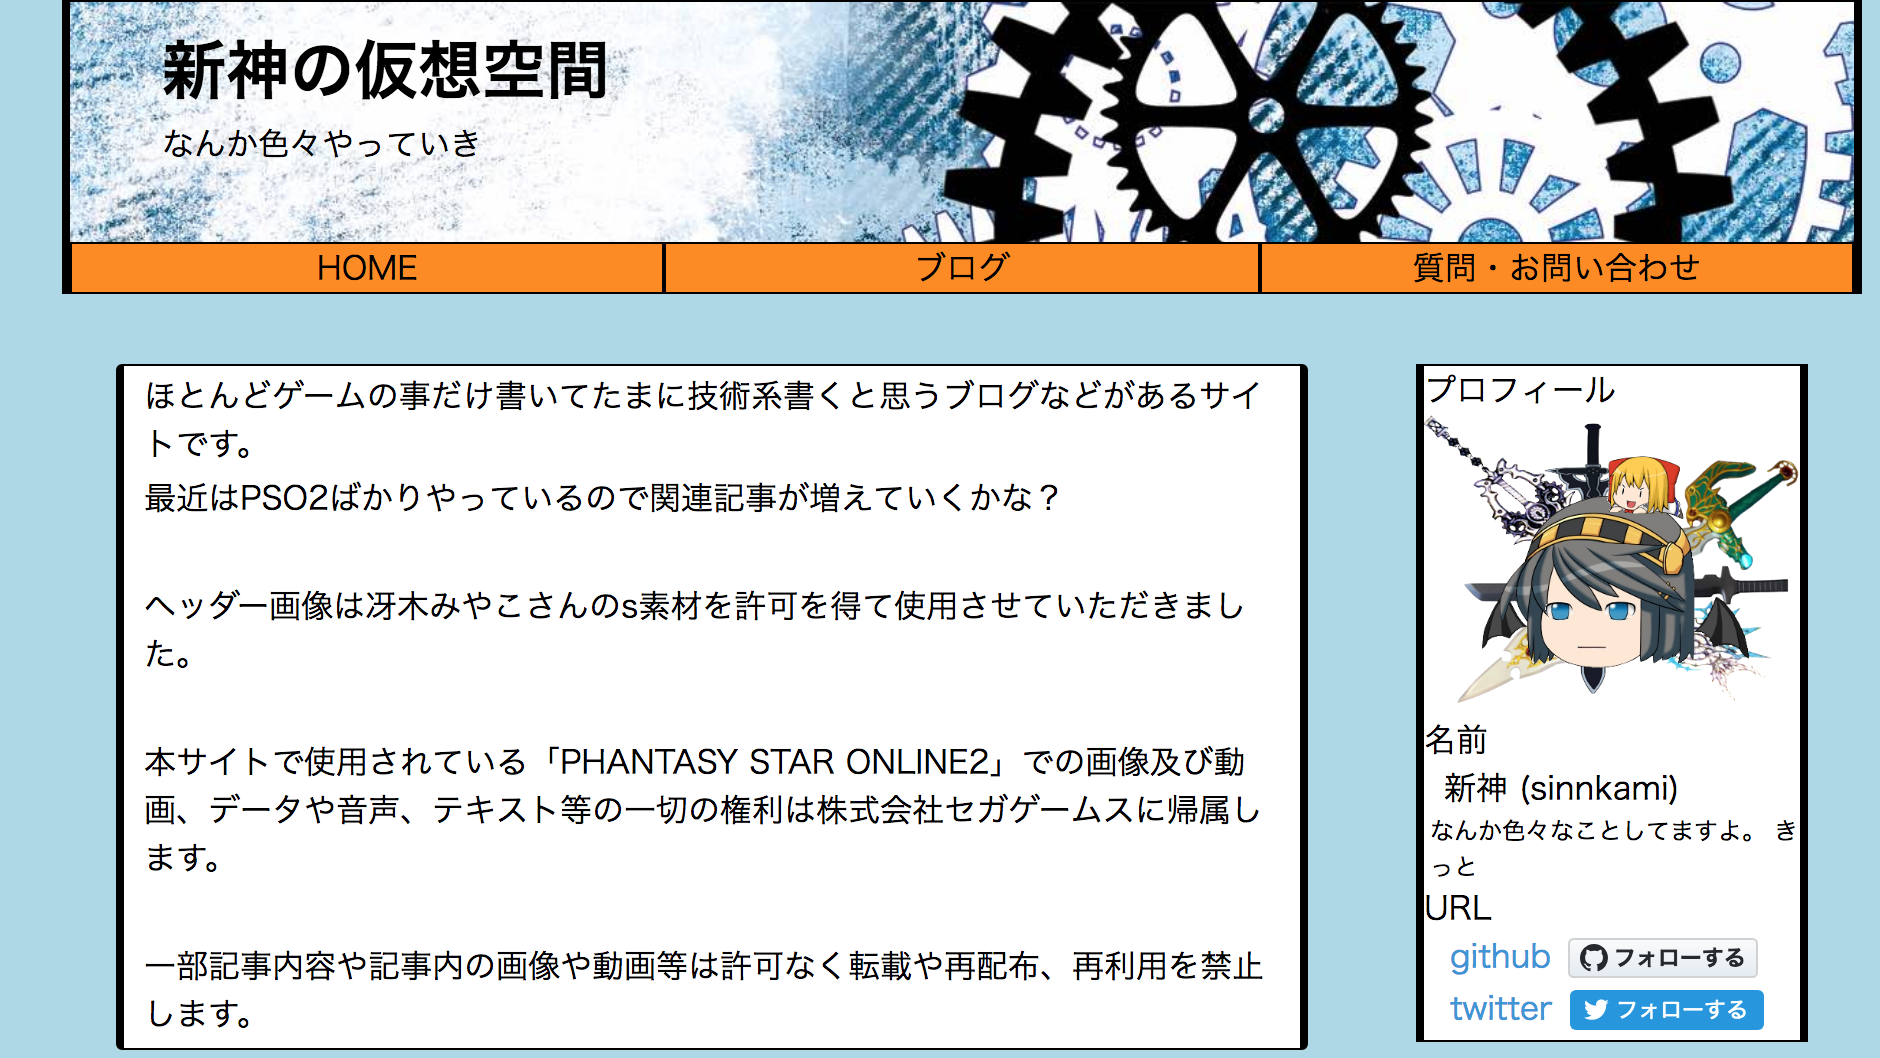 新神の仮想空間
なんか色々やっていき
HOME
ブログ
質問・お問い合わせ
ほとんどゲームの事だけ書いてたまに技術系書くと思うブログなどがあるサイ
トです。
最近はPSO2ばかりやっているので関連記事が増えていくかな？
ヘッダー画像は冴木みやこさんのs素材を許可を得て使用させていただきまし
た。
本サイトで使用されている「PHANTASY STAR ONLINE2」での画像及び動
画、データや音声、テキスト等の一切の権利は株式会社セガゲームスに帰属し
ます。
一部記事内容や記事内の画像や動画等は許可なく転載や再配布、再利用を禁止
します。
プロフィール
名前
新神 (sinnkami)
なんか色々なことしてますよ。 き
っと
URL
github フォローする
twitter フォローする